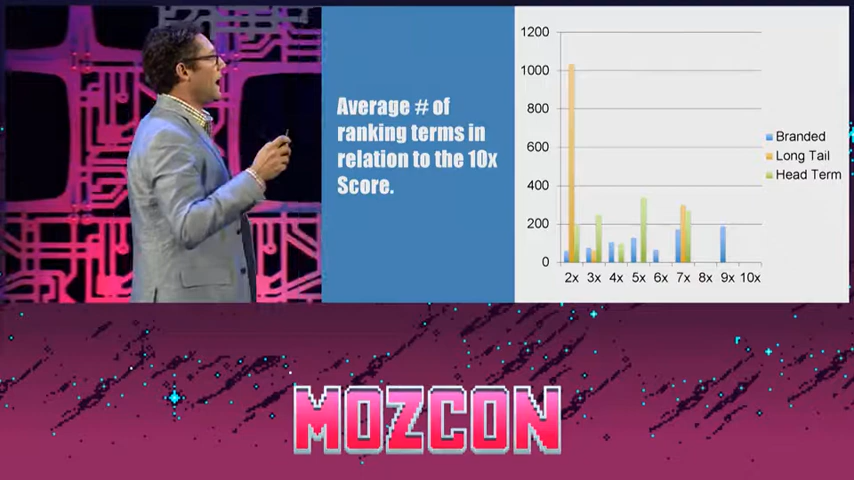 Average # of
ranking terms in
relation to the 10x
Score.
1200
1000
800
600
400
200
0
2x 3x 4x 5x 6x 7x 8x 9x 10x
Branded
Long Tail
Head Term
MOZCON